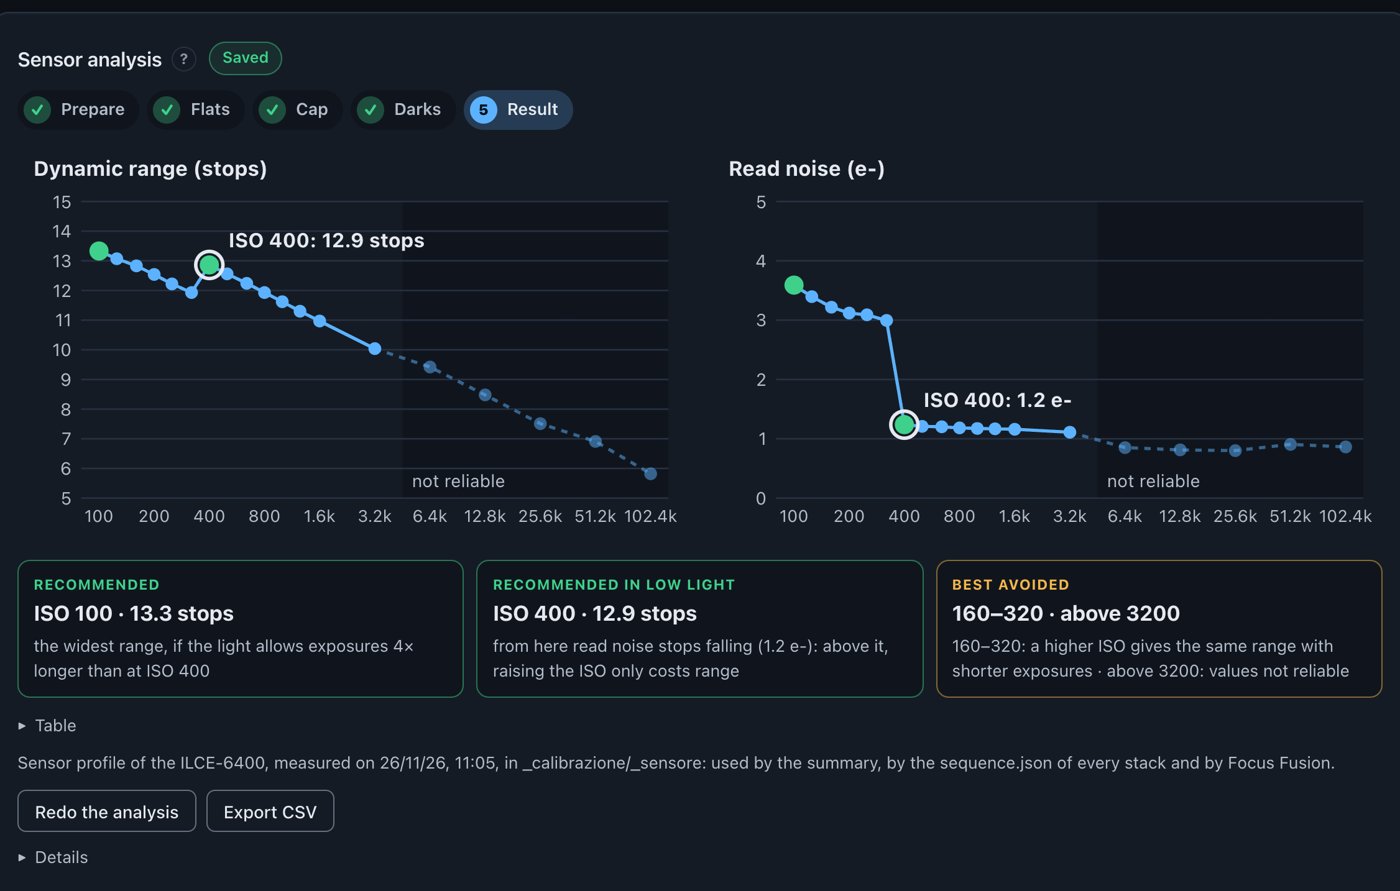 Sensor analysis ? Saved
Prepare Flats Cap Darks 5 Result
Dynamic range (stops)
15
14
13
12
11
10
9
8
7
6
5
ISO 400: 12.9 stops
not reliable
100 200 400 800 1.6k 3.2k 6.4k 12.8k 25.6k 51.2k 102.4k
Read noise (e-)
5
4
3
2
1
0
ISO 400: 1.2 e-
not reliable
100 200 400 800 1.6k 3.2k 6.4k 12.8k 25.6k 51.2k 102.4k
RECOMMENDED
ISO 100 · 13.3 stops
the widest range, if the light allows exposures 4×
longer than at ISO 400
RECOMMENDED IN LOW LIGHT
ISO 400 · 12.9 stops
from here read noise stops falling (1.2 e-): above it,
raising the ISO only costs range
BEST AVOIDED
160–320 · above 3200
160–320: a higher ISO gives the same range with
shorter exposures · above 3200: values not reliable
Table
Sensor profile of the ILCE-6400, measured on 26/11/26, 11:05, in _calibrazione/_sensore: used by the summary, by the sequence.json of every stack and by Focus Fusion.
Redo the analysis Export CSV
Details